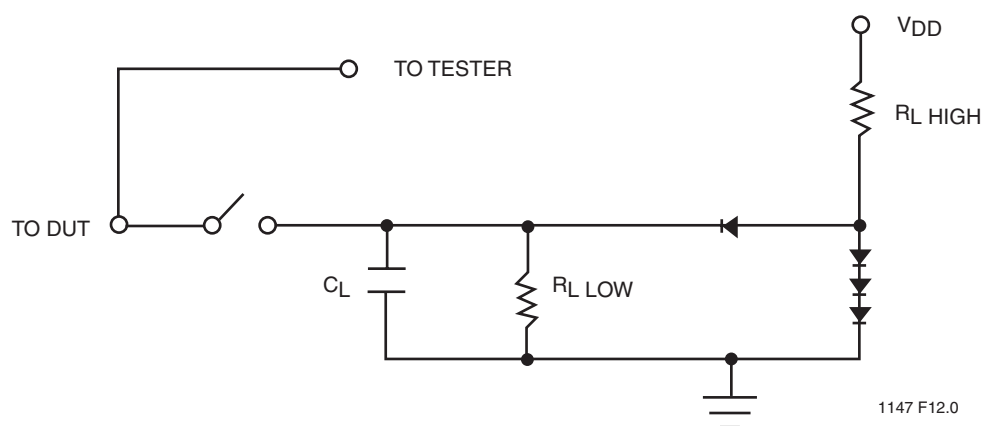 VDD
TO TESTER
RL HIGH
TO DUT
CL
RL LOW
1147 F12.0